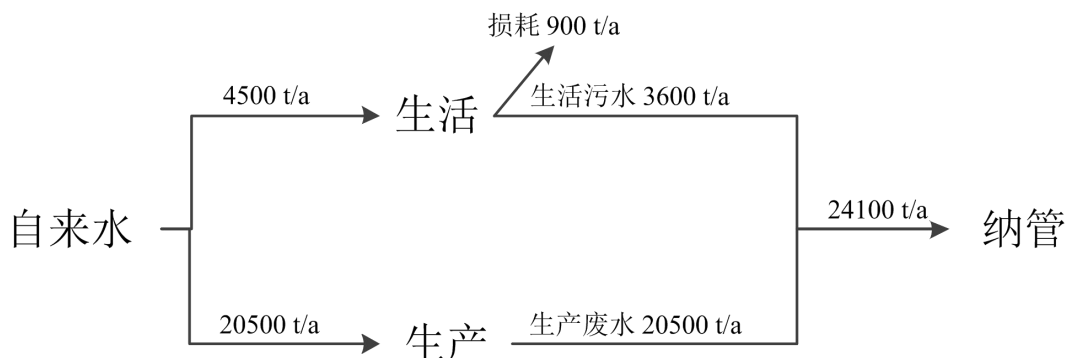 损耗 900 t/a
4500 t/a
生活
生活污水 3600 t/a
自来水
24100 t/a
纳管
20500 t/a
生产
生产废水 20500 t/a